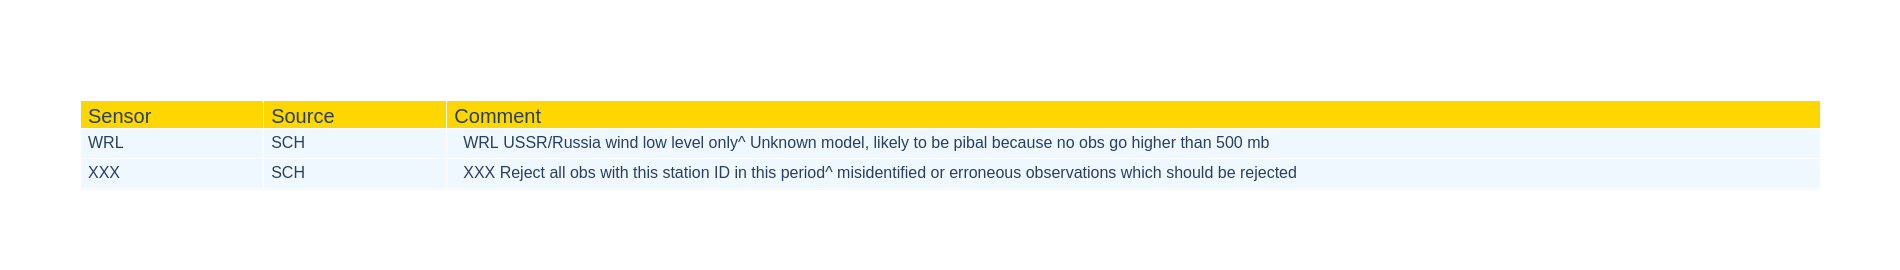 Sensor Source Comment
WRL SCH WRL USSR/Russia wind low level only^ Unknown model, likely to be pibal because no obs go higher than 500 mb
XXX SCH XXX Reject all obs with this station ID in this period^ misidentified or erroneous observations which should be rejected